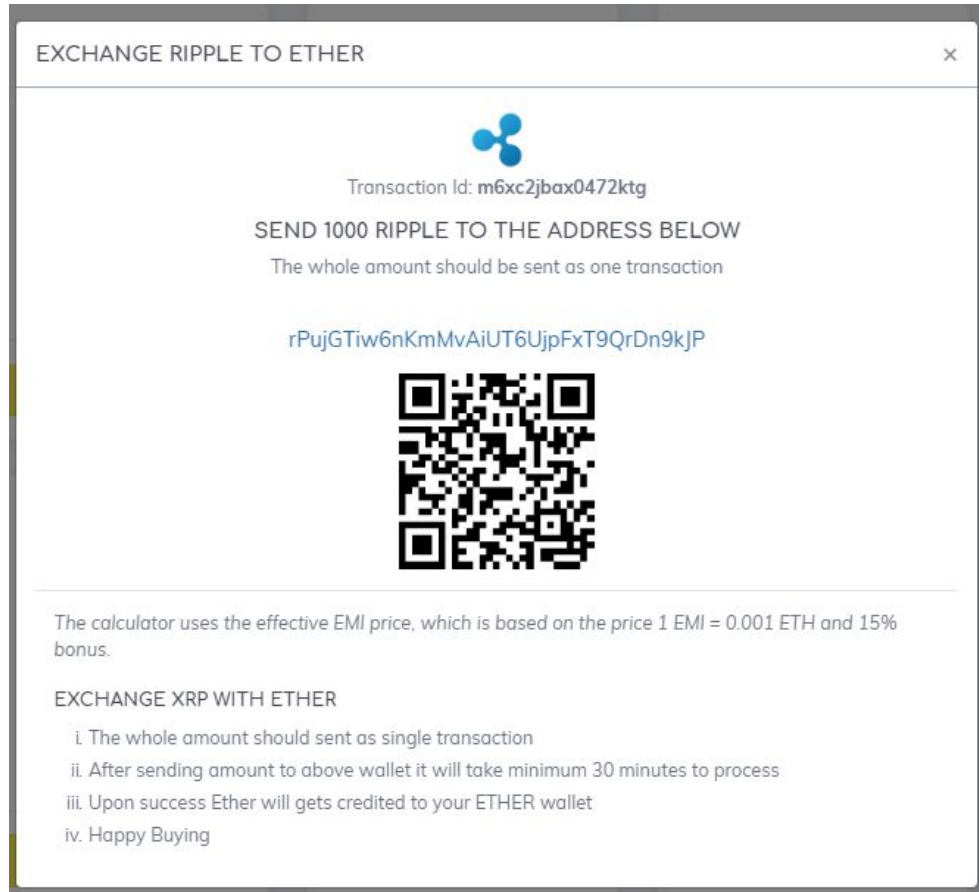 EXCHANGE RIPPLE TO ETHER ×
Transaction Id: m6xc2jbax0472ktg
SEND 1000 RIPPLE TO THE ADDRESS BELOW
The whole amount should be sent as one transaction
rPujGTiw6nKmMvAiUT6UjpFxT9QrDn9kJP
The calculator uses the effective EMI price, which is based on the price 1 EMI = 0.001 ETH and 15%
bonus.
EXCHANGE XRP WITH ETHER
i. The whole amount should sent as single transaction
ii. After sending amount to above wallet it will take minimum 30 minutes to process
iii. Upon success Ether will gets credited to your ETHER wallet
iv. Happy Buying